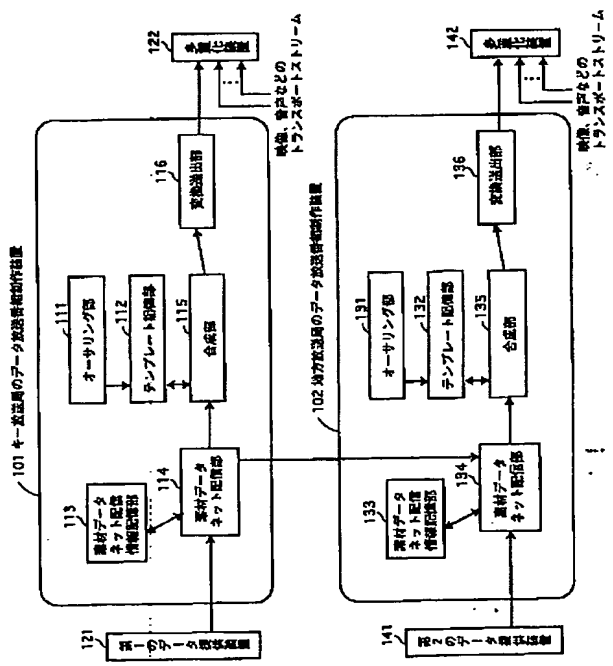 101 キー放送局のデータ放送番組制作装置
121
第1のデータ提供装置
113
素材データ
ネット配信
情報記憶部
114
素材データ
ネット配信部
111
オーサリング部
112
テンプレート記憶部
115
合成部
116
変換送出部
122
多重化装置
映像、音声などの
トランスポートストリーム
102 地方放送局のデータ放送番組制作装置
141
第2のデータ提供装置
133
素材データ
ネット配信
情報記憶部
134
素材データ
ネット配信部
131
オーサリング部
132
テンプレート記憶部
135
合成部
136
変換送出部
142
多重化装置
映像、音声などの
トランスポートストリーム